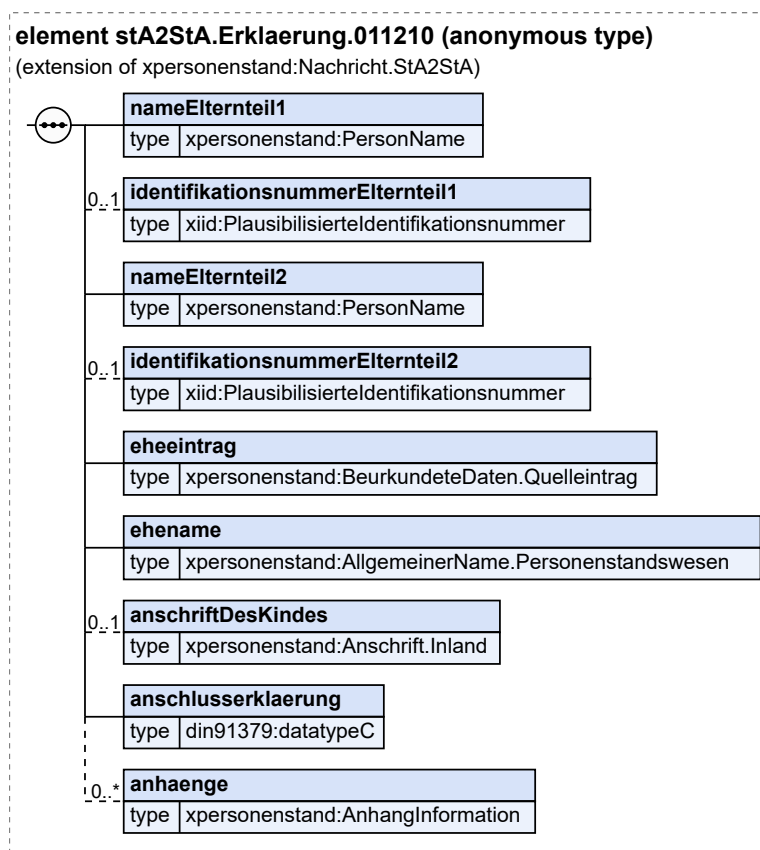 element stA2StA.Erklaerung.011210 (anonymous type)
(extension of xpersonenstand:Nachricht.StA2StA)
nameElternteil1
type xpersonenstand:PersonName
0..1 identifikationsnummerElternteil1
type xiid:PlausibilisierteIdentifikationsnummer
nameElternteil2
type xpersonenstand:PersonName
0..1 identifikationsnummerElternteil2
type xiid:PlausibilisierteIdentifikationsnummer
eheeintrag
type xpersonenstand:BeurkundeteDaten.Quelleintrag
ehename
type xpersonenstand:AllgemeinerName.Personenstandswesen
0..1 anschriftDesKindes
type xpersonenstand:Anschrift.Inland
anschlusserklaerung
type din91379:datatypeC
0..* anhaenge
type xpersonenstand:AnhangInformation